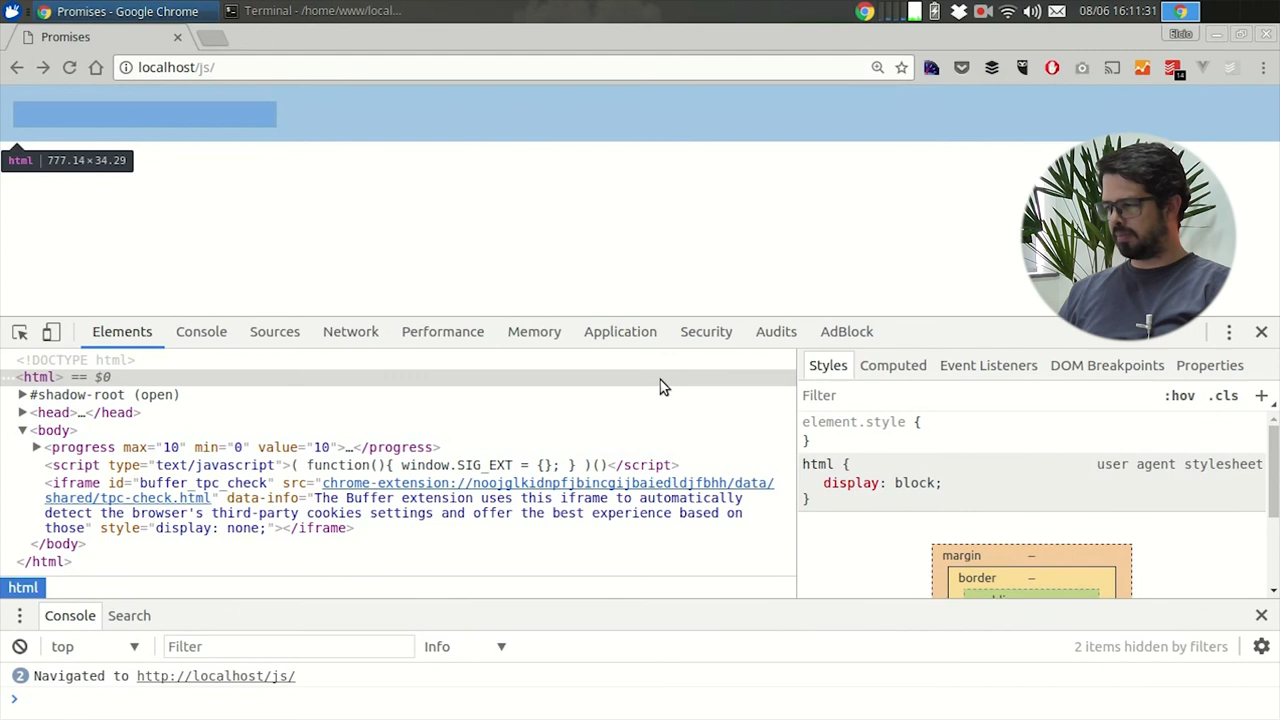 Promises - Google Chrome
Terminal - /home/www/local...
08/06 16:11:31
Promises
Elcio
localhost/js/
14
html 777.14×34.29
Elements Console Sources Network Performance Memory Application Security Audits AdBlock
<!DOCTYPE html>
...<html> == $0
#shadow-root (open)
<head>…</head>
<body>
<progress max="10" min="0" value="10">…</progress>
<script type="text/javascript">( function(){ window.SIG_EXT = {}; } )()</script>
<iframe id="buffer_tpc_check" src="chrome-extension://noojglkidnpfjbincgijbaiedldjfbhh/data/
shared/tpc-check.html" data-info="The Buffer extension uses this iframe to automatically
detect the browser's third-party cookies settings and offer the best experience based on
those" style="display: none;"></iframe>
</body>
</html>
html
Styles Computed Event Listeners DOM Breakpoints Properties
Filter :hov .cls +
element.style {
}
html { user agent stylesheet
display: block;
}
margin –
border –
Console Search
top Filter Info 2 items hidden by filters
2 Navigated to http://localhost/js/
>